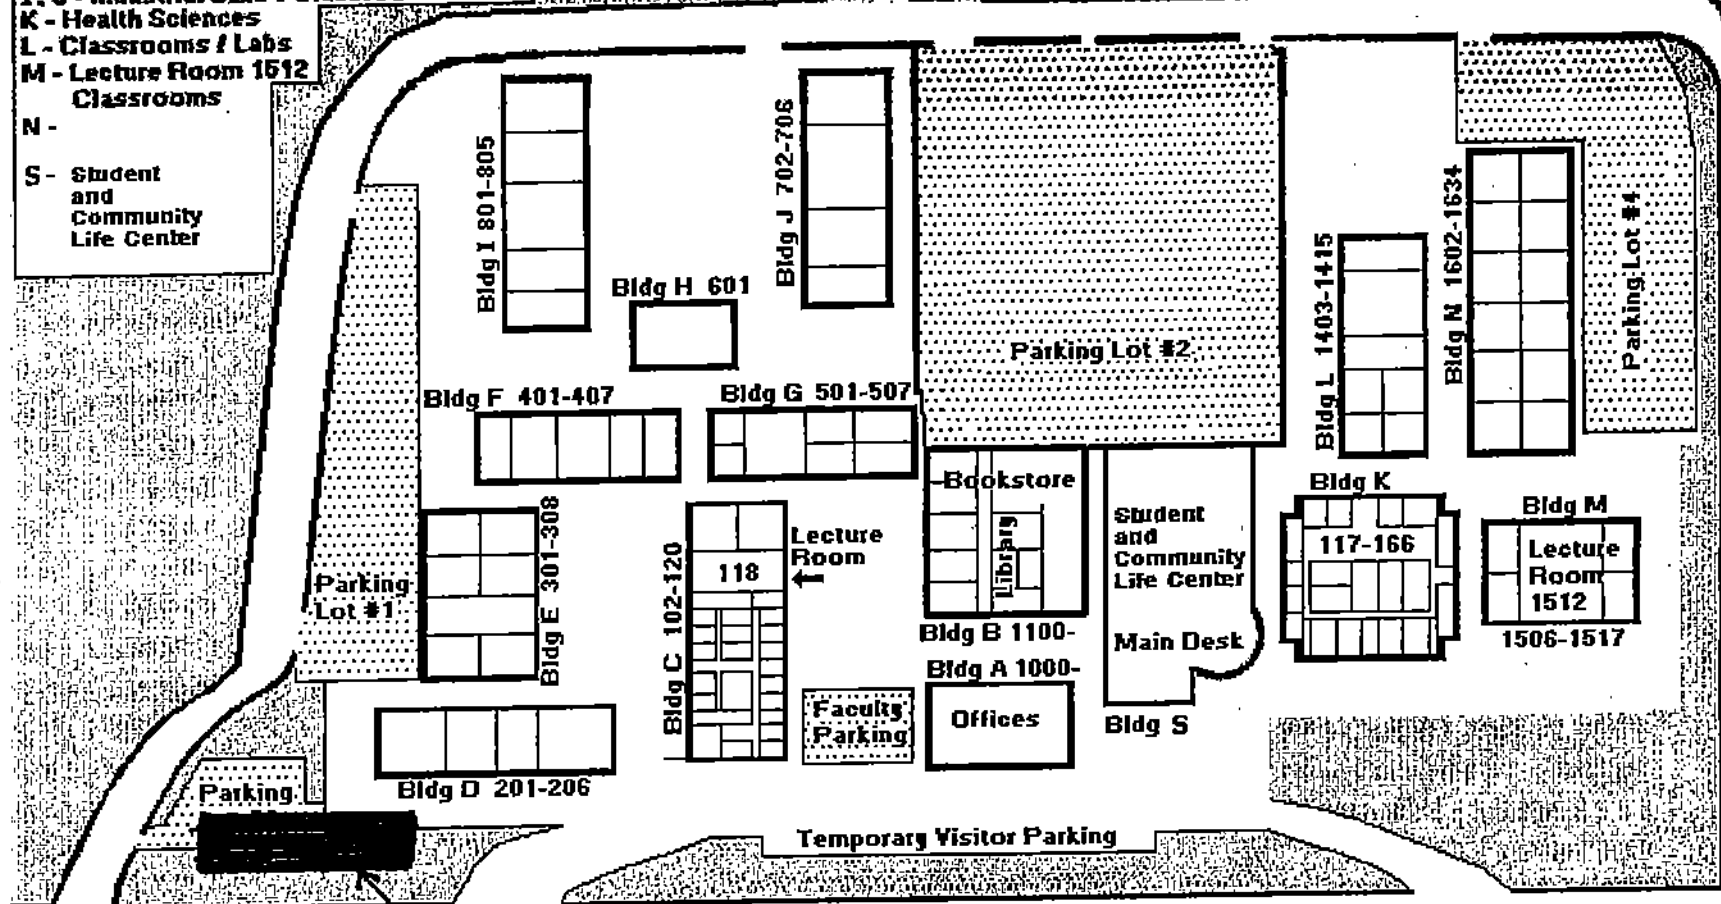 K - Health Sciences
L - Classrooms / Labs
M - Lecture Room 1512
Classrooms
N -
S - Student
and
Community
Life Center
Bldg I 801-805
Bldg J 702-706
Bldg H 601
Parking Lot #2
Bldg L 1403-1415
Bldg N 1602-1634
Parking Lot #4
Bldg F 401-407
Bldg G 501-507
Bookstore
Library
Bldg B 1100-
Student
and
Community
Life Center
Main Desk
Bldg S
Bldg K
117-166
Bldg M
Lecture
Room
1512
1506-1517
Parking
Lot #1
Bldg E 301-308
Bldg C 102-120
118
Lecture
Room
Bldg A 1000-
Offices
Faculty
Parking
Bldg D 201-206
Parking
Temporary Visitor Parking